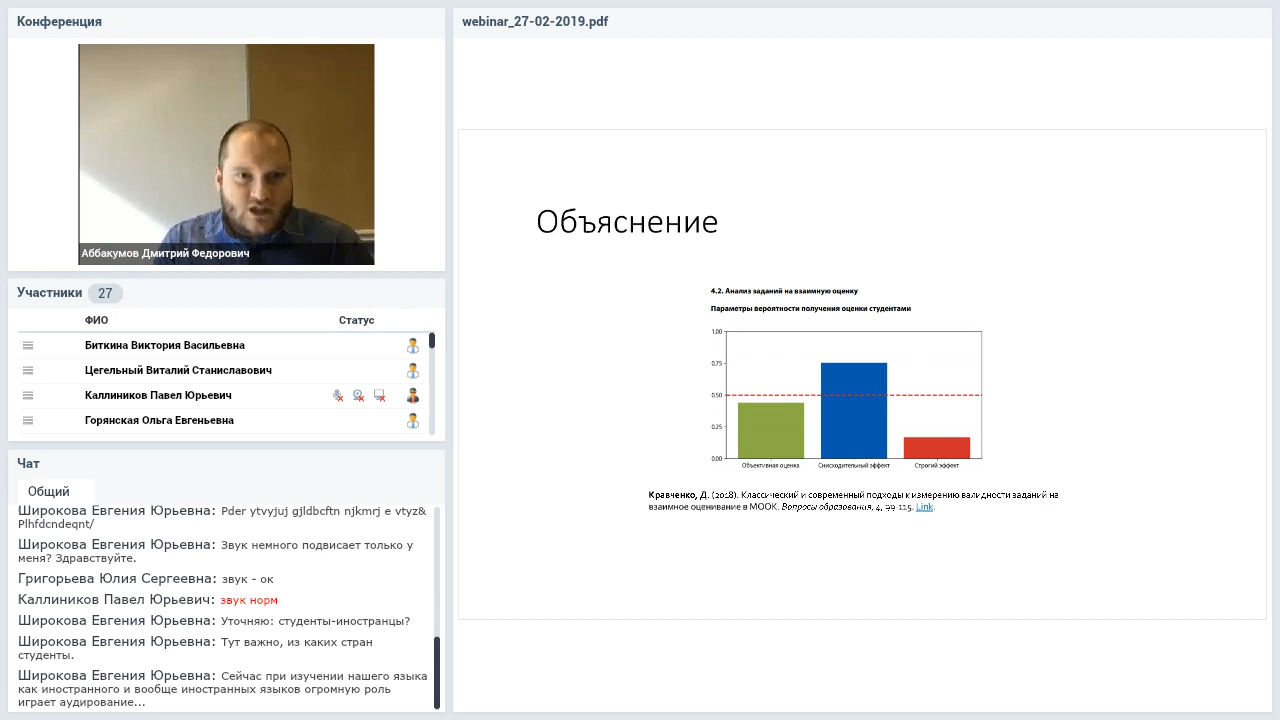 Конференция
Аббакумов Дмитрий Федорович
Участники 27
ФИО Статус
Биткина Виктория Васильевна
Цегельный Виталий Станиславович
Каллиников Павел Юрьевич
Горянская Ольга Евгеньевна
Чат
Общий
Широкова Евгения Юрьевна: Pder ytvyjuj gjldbcftn njkmrj e vtyz&
Plhfdcndeqnt/
Широкова Евгения Юрьевна: Звук немного подвисает только у
меня? Здравствуйте.
Григорьева Юлия Сергеевна: звук - ок
Каллиников Павел Юрьевич: звук норм
Широкова Евгения Юрьевна: Уточняю: студенты-иностранцы?
Широкова Евгения Юрьевна: Тут важно, из каких стран
студенты.
Широкова Евгения Юрьевна: Сейчас при изучении нашего языка
как иностранного и вообще иностранных языков огромную роль
играет аудирование...
webinar_27-02-2019.pdf
Объяснение
4.2. Анализ заданий на взаимную оценку
Параметры вероятности получения оценки студентами
1.00
0.75
0.50
0.25
0.00
Объективная оценка Снисходительный эффект Строгий эффект
Кравченко, Д. (2018). Классический и современный подходы к измерению валидности заданий на
взаимное оценивание в МООК. Вопросы образования, 4, 99-115. Link.